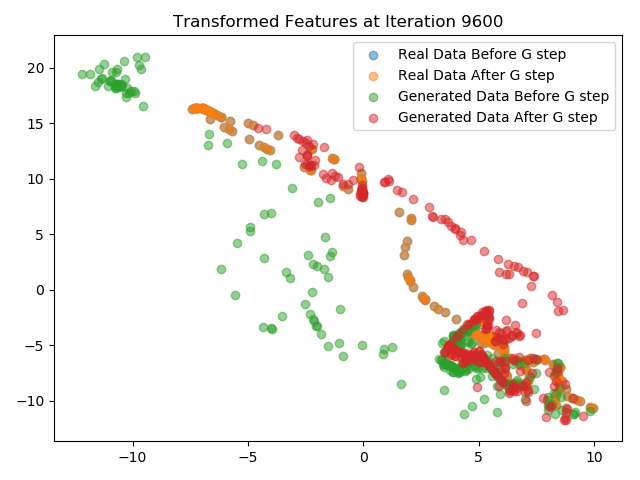 Transformed Features at Iteration 9600
Real Data Before G step
Real Data After G step
Generated Data Before G step
Generated Data After G step
20
15
10
5
0
−5
−10
−10 −5 0 5 10